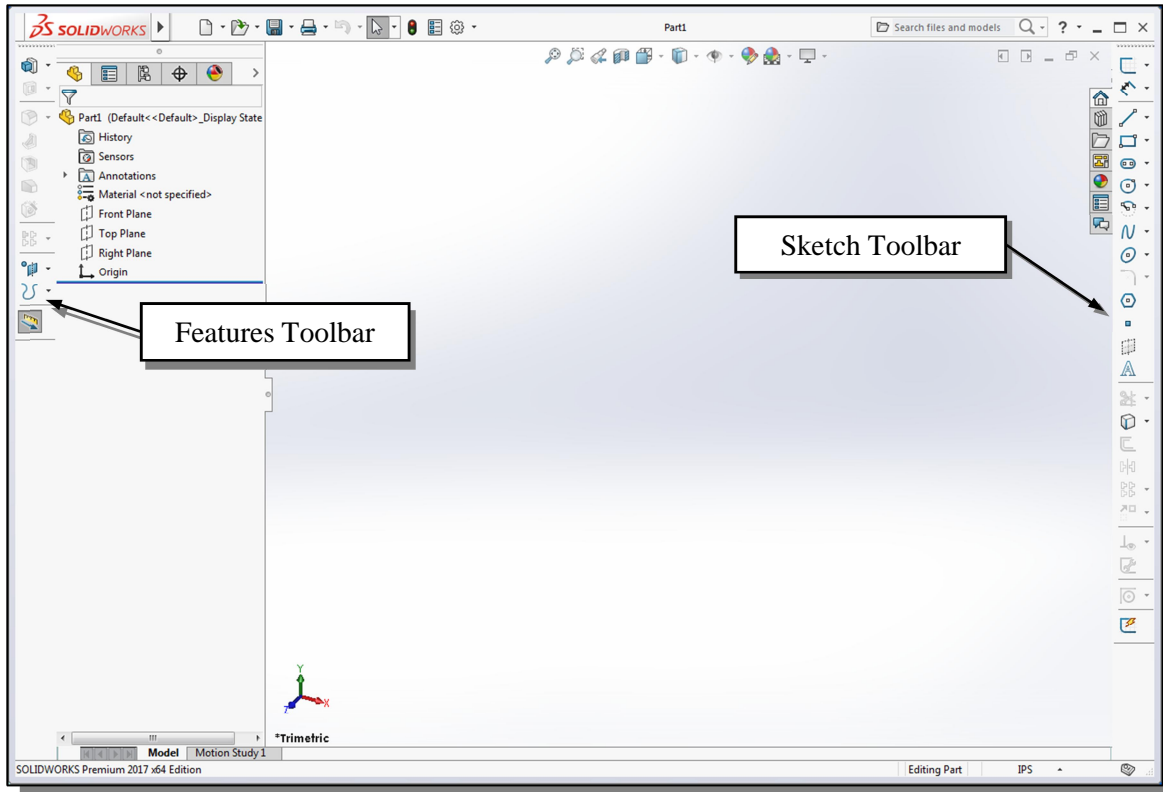 SOLIDWORKS
Part1
Search files and models
?
Part1 (Default<<Default>_Display State
History
Sensors
A
Annotations
Material <not specified>
Front Plane
Top Plane
Right Plane
Origin
Sketch Toolbar
Features Toolbar
A
Y
X
Z
*Trimetric
Model
Motion Study 1
SOLIDWORKS Premium 2017 x64 Edition
Editing Part
IPS